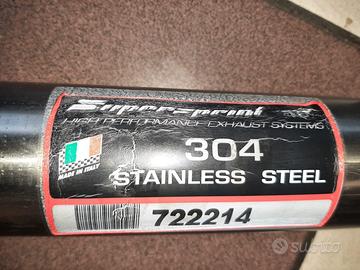 Supersprint
HIGH PERFORMANCE EXHAUST SYSTEMS
304
MADE IN ITALY
STAINLESS STEEL
722214
Subito